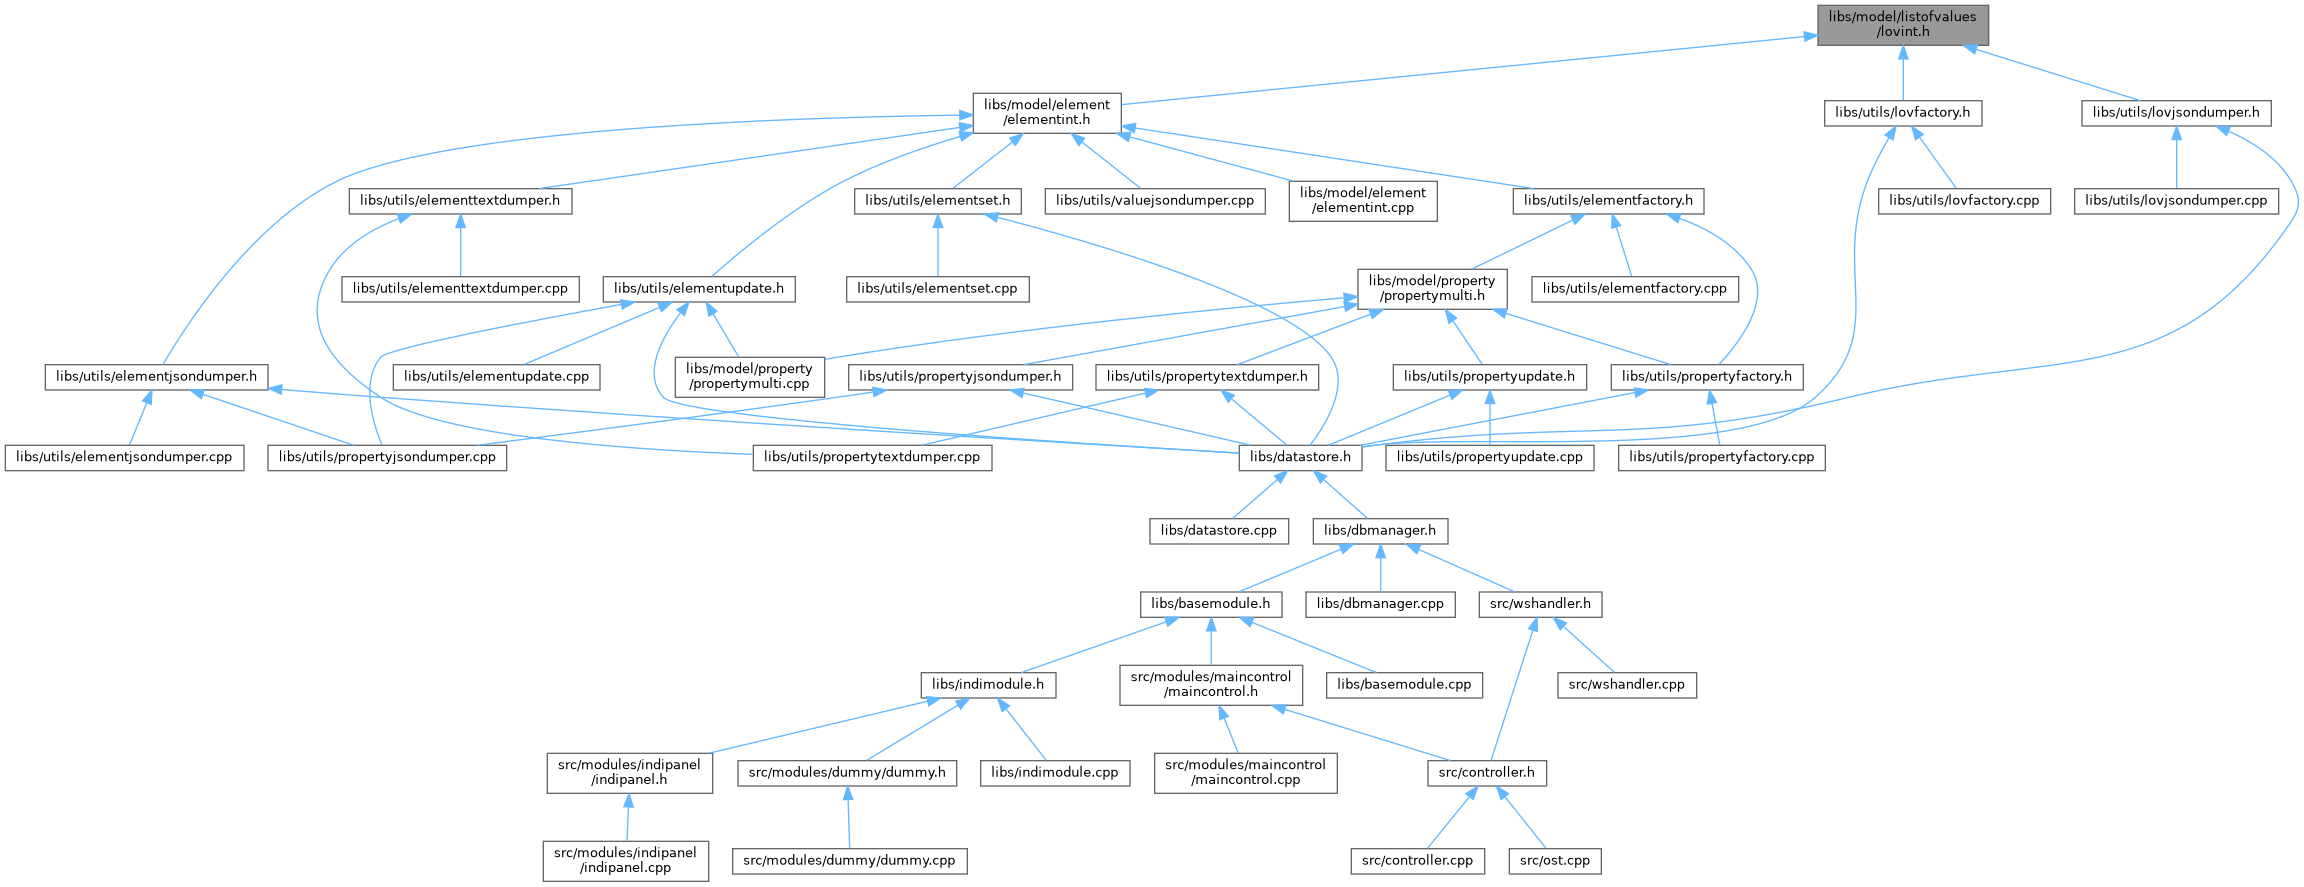 libs/model/listofvalues
/lovint.h
libs/model/element
/elementint.h
libs/utils/lovfactory.h
libs/utils/lovjsondumper.h
libs/utils/elementtextdumper.h
libs/utils/elementset.h
libs/utils/valuejsondumper.cpp
libs/model/element
/elementint.cpp
libs/utils/elementfactory.h
libs/utils/lovfactory.cpp
libs/utils/lovjsondumper.cpp
libs/utils/elementtextdumper.cpp
libs/utils/elementupdate.h
libs/utils/elementset.cpp
libs/model/property
/propertymulti.h
libs/utils/elementfactory.cpp
libs/utils/elementjsondumper.h
libs/utils/elementupdate.cpp
libs/model/property
/propertymulti.cpp
libs/utils/propertyjsondumper.h
libs/utils/propertytextdumper.h
libs/utils/propertyupdate.h
libs/utils/propertyfactory.h
libs/utils/elementjsondumper.cpp
libs/utils/propertyjsondumper.cpp
libs/utils/propertytextdumper.cpp
libs/datastore.h
libs/utils/propertyupdate.cpp
libs/utils/propertyfactory.cpp
libs/datastore.cpp
libs/dbmanager.h
libs/basemodule.h
libs/dbmanager.cpp
src/wshandler.h
libs/indimodule.h
src/modules/maincontrol
/maincontrol.h
libs/basemodule.cpp
src/wshandler.cpp
src/modules/indipanel
/indipanel.h
src/modules/dummy/dummy.h
libs/indimodule.cpp
src/modules/maincontrol
/maincontrol.cpp
src/controller.h
src/modules/indipanel
/indipanel.cpp
src/modules/dummy/dummy.cpp
src/controller.cpp
src/ost.cpp